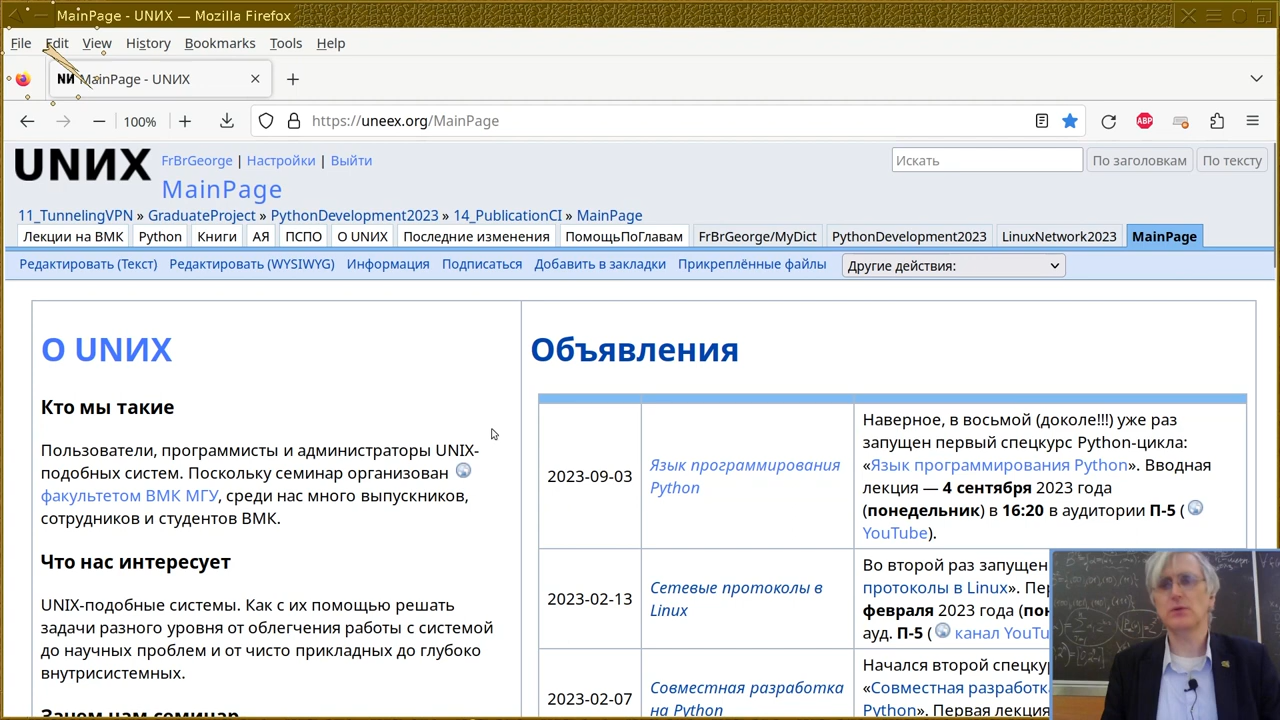 MainPage - UNИX — Mozilla Firefox
File Edit View History Bookmarks Tools Help
NИ MainPage - UNИX
100% https://uneex.org/MainPage ABP
UNИX FrBrGeorge | Настройки | Выйти
Искать По заголовкам По тексту
MainPage
11_TunnelingVPN » GraduateProject » PythonDevelopment2023 » 14_PublicationCI » MainPage
Лекции на ВМК Python Книги АЯ ПСПО О UNИX Последние изменения ПомощьПоГлавам FrBrGeorge/MyDict PythonDevelopment2023 LinuxNetwork2023 MainPage
Редактировать (Текст) Редактировать (WYSIWYG) Информация Подписаться Добавить в закладки Прикреплённые файлы Другие действия:
О UNИX
Кто мы такие
Пользователи, программисты и администраторы UNIX-
подобных систем. Поскольку семинар организован
факультетом ВМК МГУ, среди нас много выпускников,
сотрудников и студентов ВМК.
Что нас интересует
UNIX-подобные системы. Как с их помощью решать
задачи разного уровня от облегчения работы с системой
до научных проблем и от чисто прикладных до глубоко
внутрисистемных.
Зачем нам семинар
Объявления
2023-09-03
Язык программирования
Python
Наверное, в восьмой (доколе!!!) уже раз
запущен первый спецкурс Python-цикла:
«Язык программирования Python». Вводная
лекция — 4 сентября 2023 года
(понедельник) в 16:20 в аудитории П-5 (
YouTube).
2023-02-13
Сетевые протоколы в
Linux
Во второй раз запущен
протоколы в Linux». Пер
февраля 2023 года (пон
ауд. П-5 ( канал YouTu
2023-02-07
Совместная разработка
на Python
Начался второй спецкур
«Совместная разработк
Python». Первая лекция